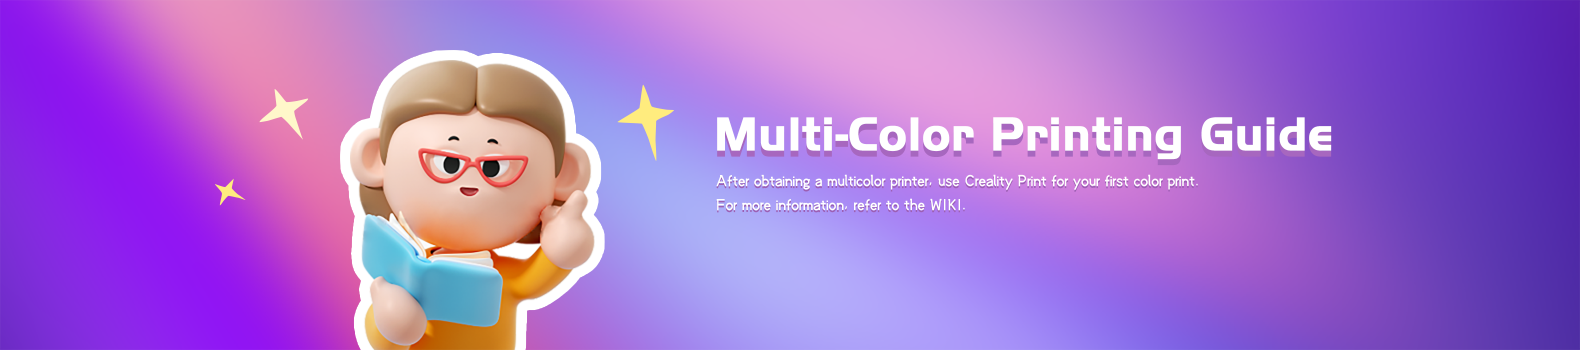 Multi-Color Printing Guide
After obtaining a multicolor printer, use Creality Print for your first color print.
For more information, refer to the WIKI.